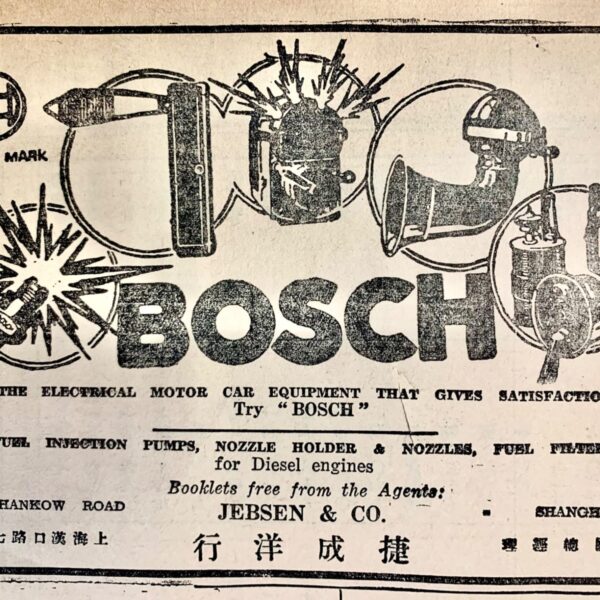 MARK
BOSCH
THE ELECTRICAL MOTOR CAR EQUIPMENT THAT GIVES SATISFACTIO
Try "BOSCH"
FUEL INJECTION PUMPS, NOZZLE HOLDER & NOZZLES, FUEL FILTE
for Diesel engines
Booklets free from the Agents:
HANKOW ROAD JEBSEN & CO. SHANGH
總經理 捷成洋行 上海漢口路七